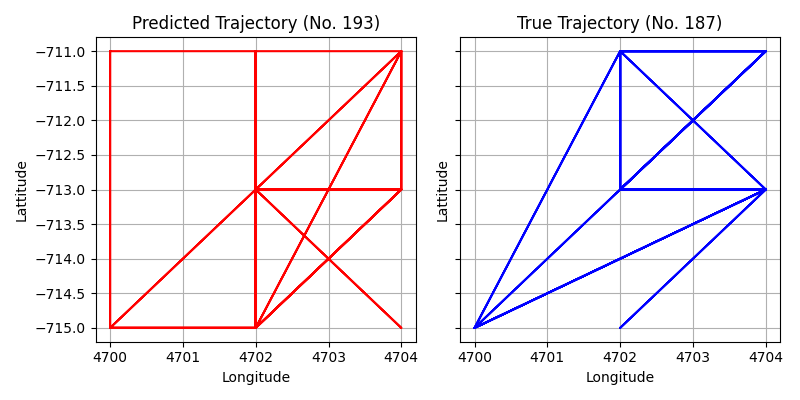 Predicted Trajectory (No. 193)
True Trajectory (No. 187)
−711.0
−711.5
−712.0
−712.5
−713.0
−713.5
−714.0
−714.5
−715.0
Lattitude
Lattitude
4700 4701 4702 4703 4704
4700 4701 4702 4703 4704
Longitude
Longitude